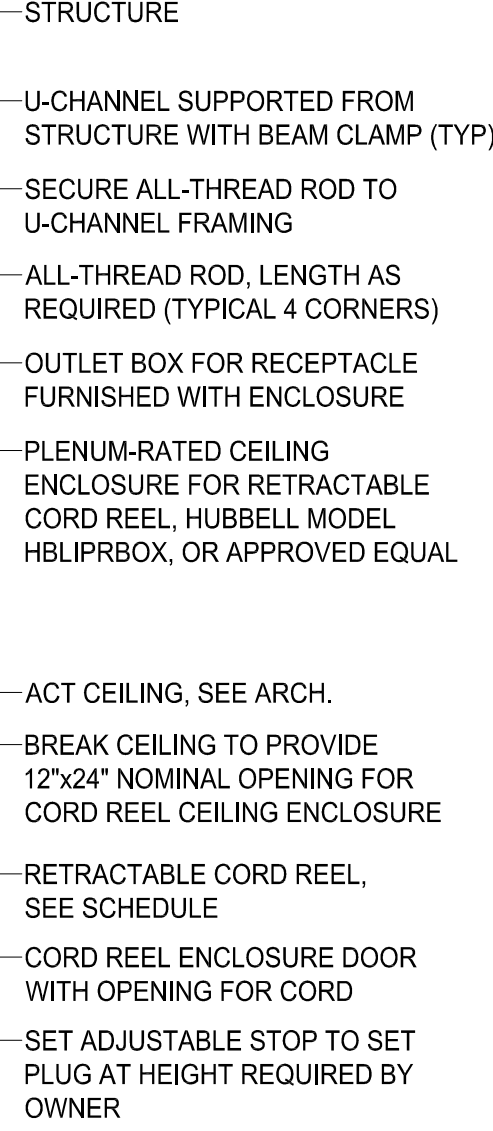 STRUCTURE
U-CHANNEL SUPPORTED FROM
STRUCTURE WITH BEAM CLAMP (TYP)
SECURE ALL-THREAD ROD TO
U-CHANNEL FRAMING
ALL-THREAD ROD, LENGTH AS
REQUIRED (TYPICAL 4 CORNERS)
OUTLET BOX FOR RECEPTACLE
FURNISHED WITH ENCLOSURE
PLENUM-RATED CEILING
ENCLOSURE FOR RETRACTABLE
CORD REEL, HUBBELL MODEL
HBLIPRBOX, OR APPROVED EQUAL
ACT CEILING, SEE ARCH.
BREAK CEILING TO PROVIDE
12"x24" NOMINAL OPENING FOR
CORD REEL CEILING ENCLOSURE
RETRACTABLE CORD REEL,
SEE SCHEDULE
CORD REEL ENCLOSURE DOOR
WITH OPENING FOR CORD
SET ADJUSTABLE STOP TO SET
PLUG AT HEIGHT REQUIRED BY
OWNER